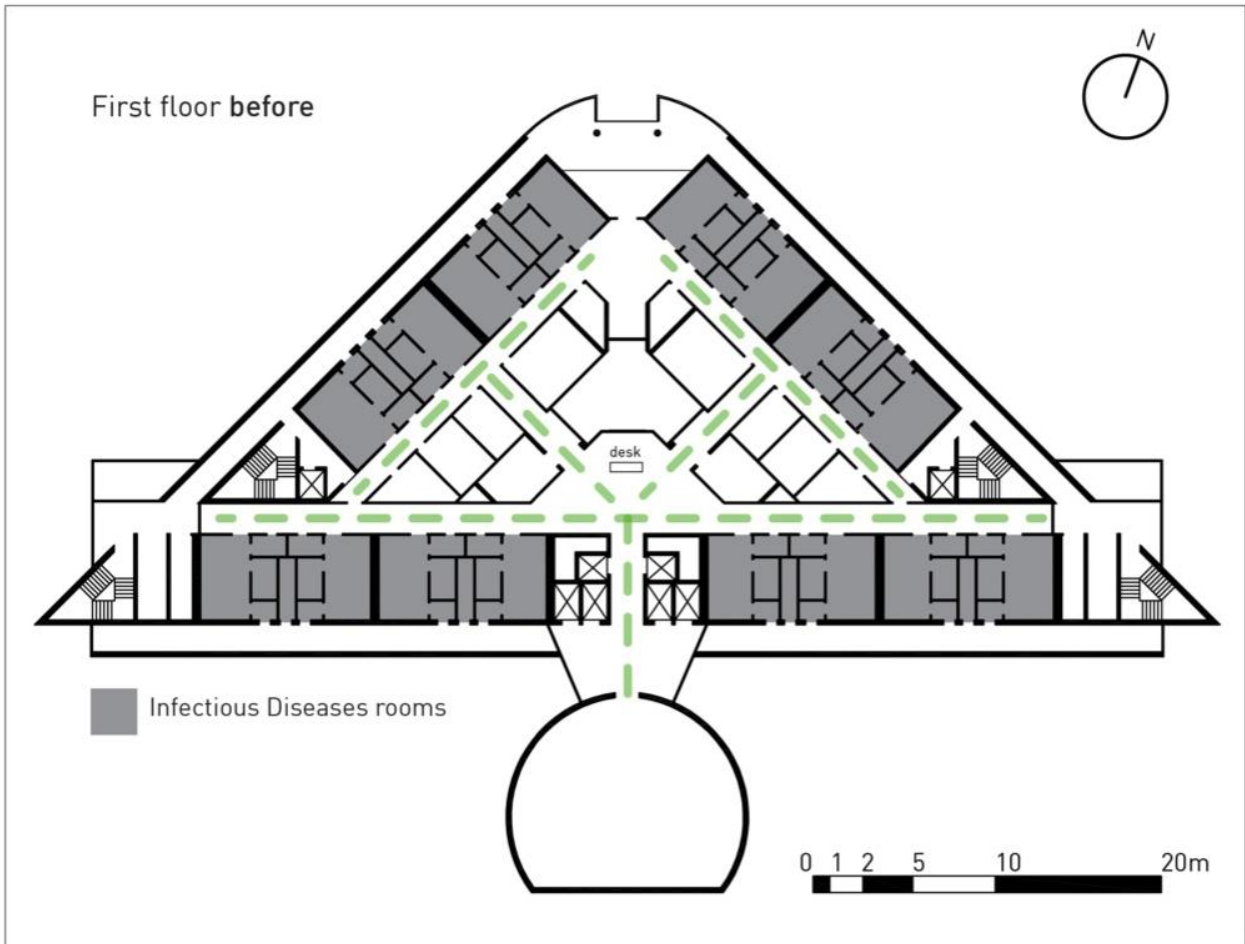 N
First floor before
desk
Infectious Diseases rooms
0 1 2 5 10 20m